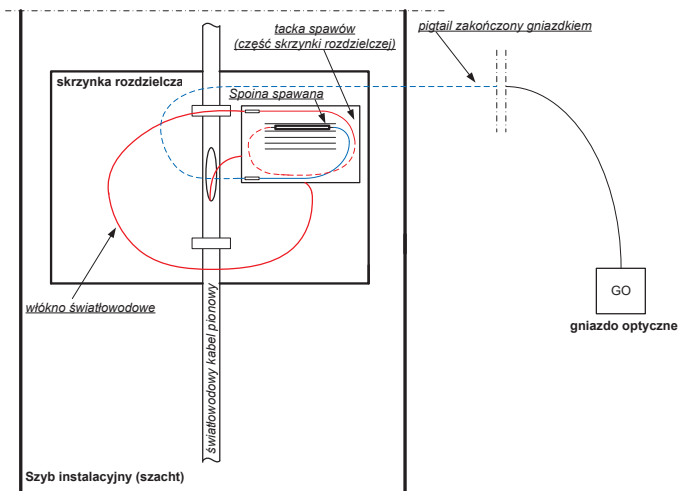 tacka spawów
(część skrzynki rozdzielczej)
pigtail zakończony gniazdkiem
skrzynka rozdzielcza
Spoina spawana
włókno światłowodowe
światłowodowy kabel pionowy
GO
gniazdo optyczne
Szyb instalacyjny (szacht)